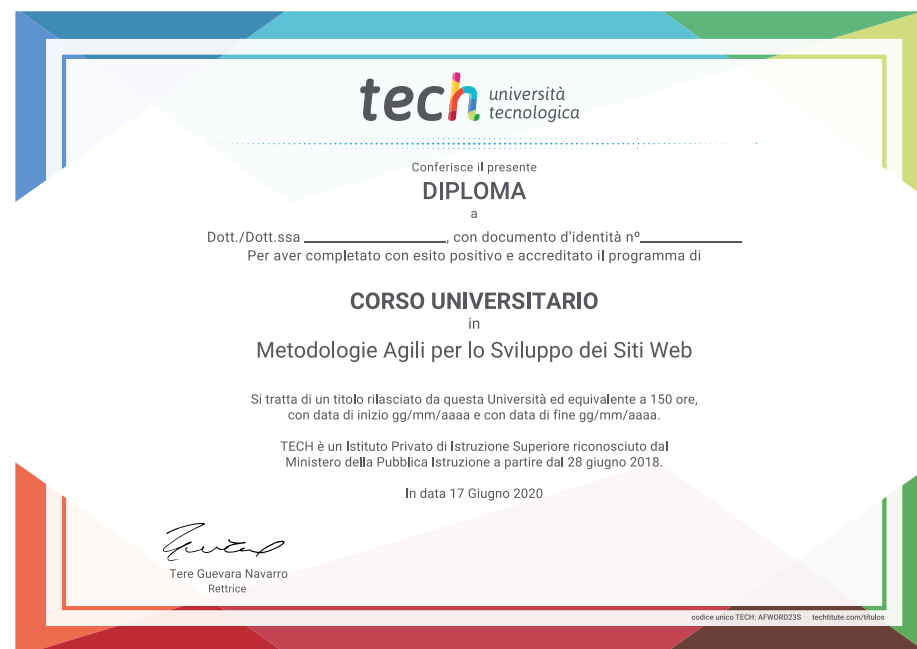 tech università
tecnologica
Conferisce il presente
DIPLOMA
a
Dott./Dott.ssa ____________________, con documento d'identità nº______________
Per aver completato con esito positivo e accreditato il programma di
CORSO UNIVERSITARIO
in
Metodologie Agili per lo Sviluppo dei Siti Web
Si tratta di un titolo rilasciato da questa Università ed equivalente a 150 ore,
con data di inizio gg/mm/aaaa e con data di fine gg/mm/aaaa.
TECH è un Istituto Privato di Istruzione Superiore riconosciuto dal
Ministero della Pubblica Istruzione a partire dal 28 giugno 2018.
In data 17 Giugno 2020
Tere Guevara Navarro
Rettrice
codice unico TECH: AFWORD23S techtitute.com/títulos